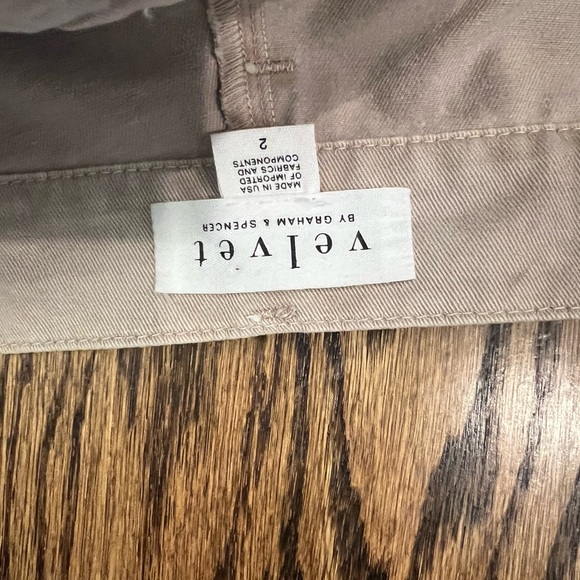 velvet
BY GRAHAM & SPENCER
MADE IN USA
OF IMPORTED
FABRICS AND
COMPONENTS
2